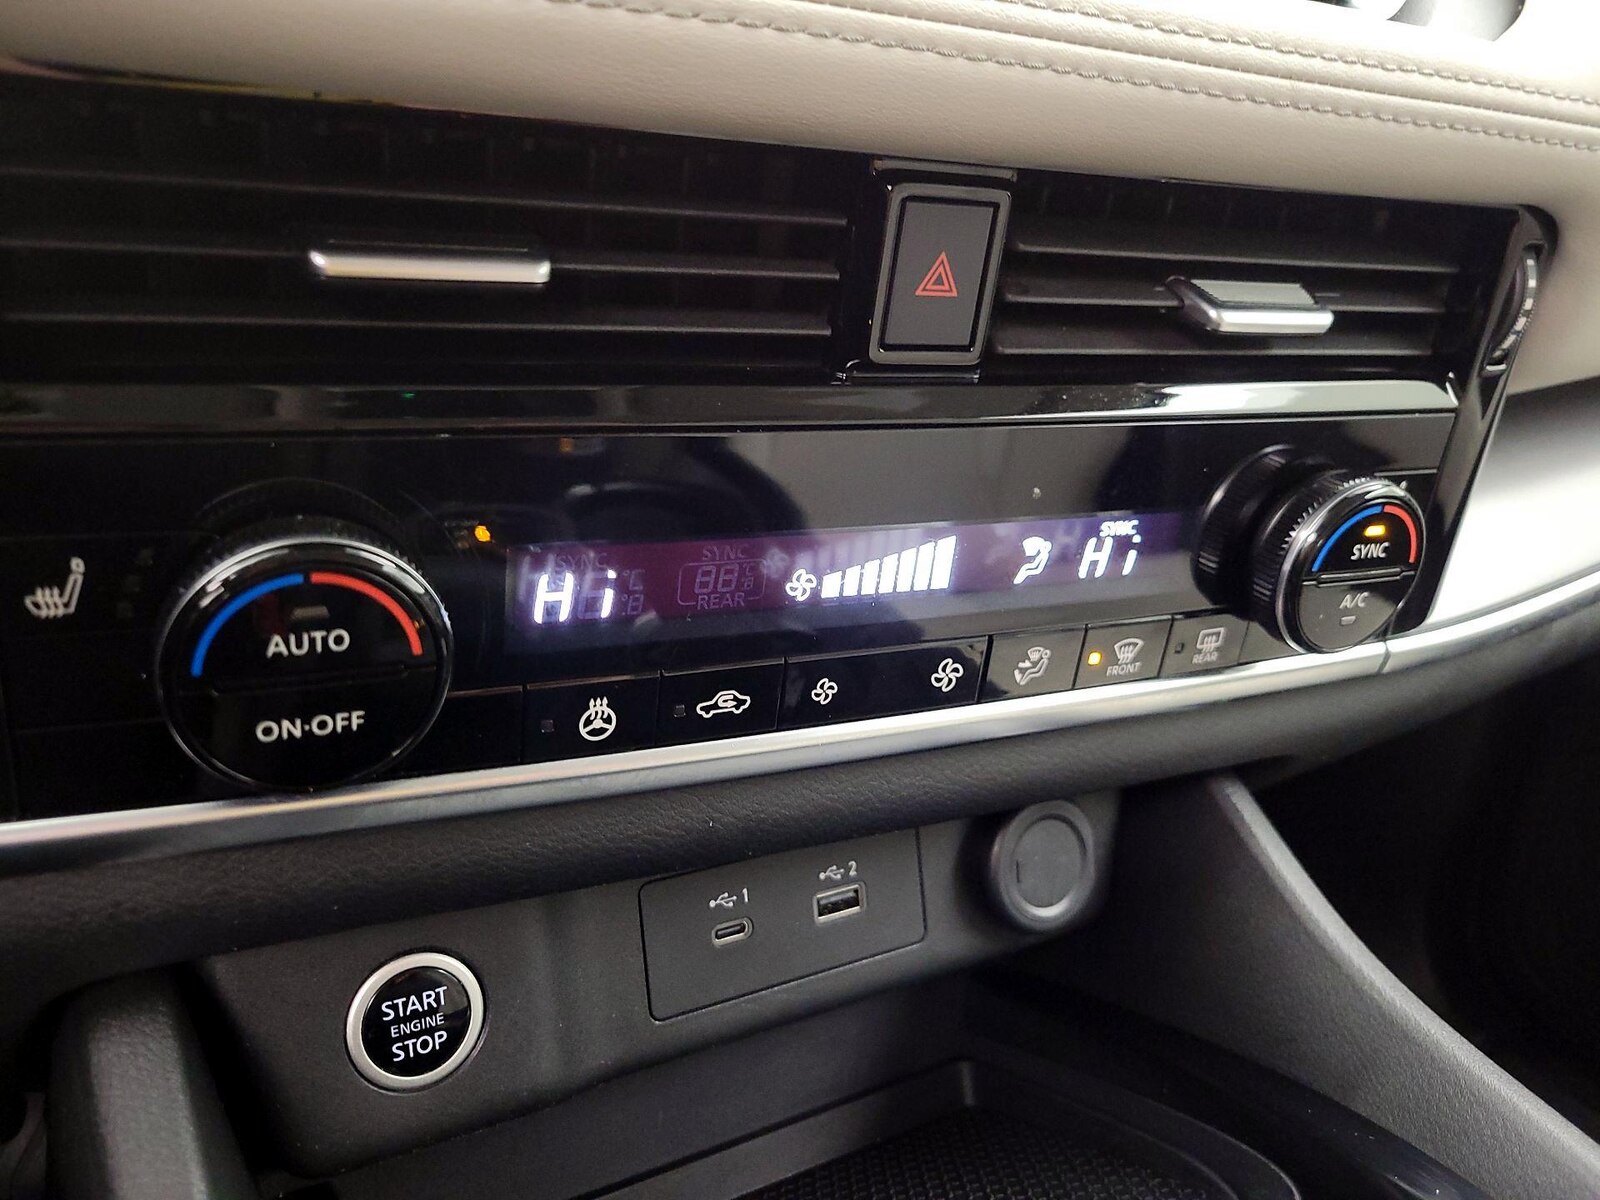 SYNC
SYNC
SYNC
Hi
88
REAR
Hi
AUTO
ON·OFF
SYNC
A/C
FRONT
REAR
1
2
START
ENGINE
STOP